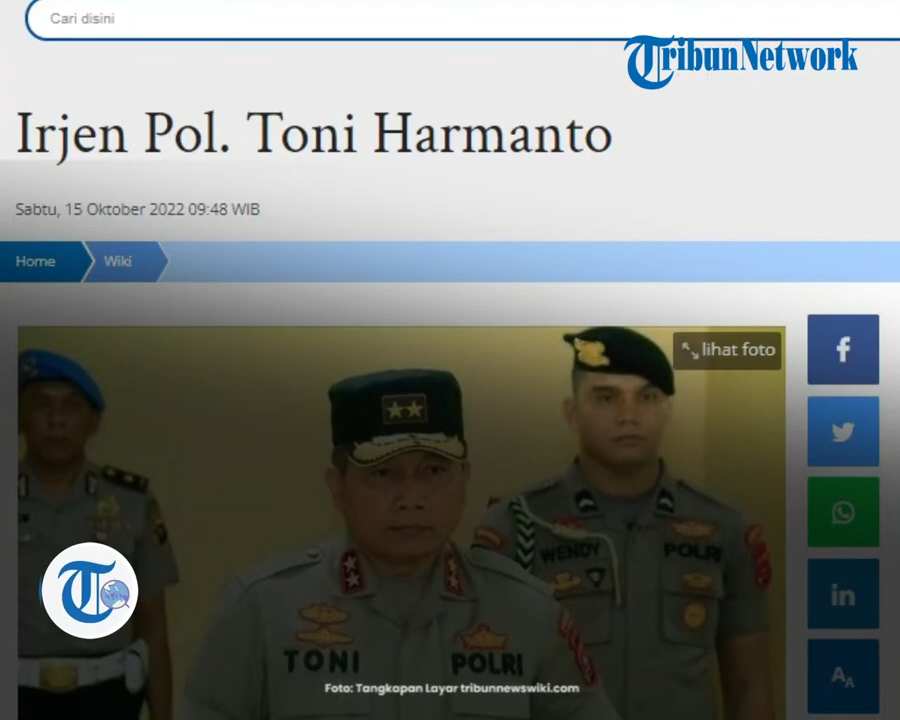 Cari disini
TribunNetwork
Irjen Pol. Toni Harmanto
Sabtu, 15 Oktober 2022 09:48 WIB
Home
Wiki
lihat foto
WENDY
POLRI
TONI
POLRI
Foto: Tangkapan Layar tribunnewswiki.com